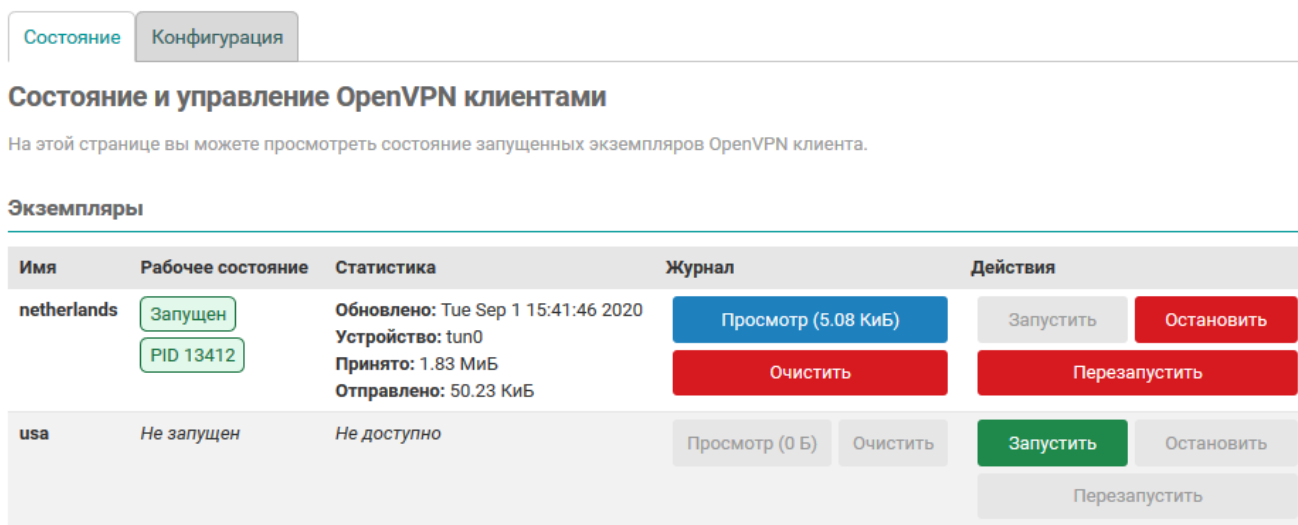 Состояние Конфигурация
Состояние и управление OpenVPN клиентами
На этой странице вы можете просмотреть состояние запущенных экземпляров OpenVPN клиента.
Экземпляры
Имя Рабочее состояние Статистика Журнал Действия
netherlands Запущен Обновлено: Tue Sep 1 15:41:46 2020 Просмотр (5.08 КиБ) Запустить Остановить
Устройство: tun0
PID 13412 Принято: 1.83 МиБ Очистить Перезапустить
Отправлено: 50.23 КиБ
usa Не запущен Не доступно Просмотр (0 Б) Очистить Запустить Остановить
Перезапустить